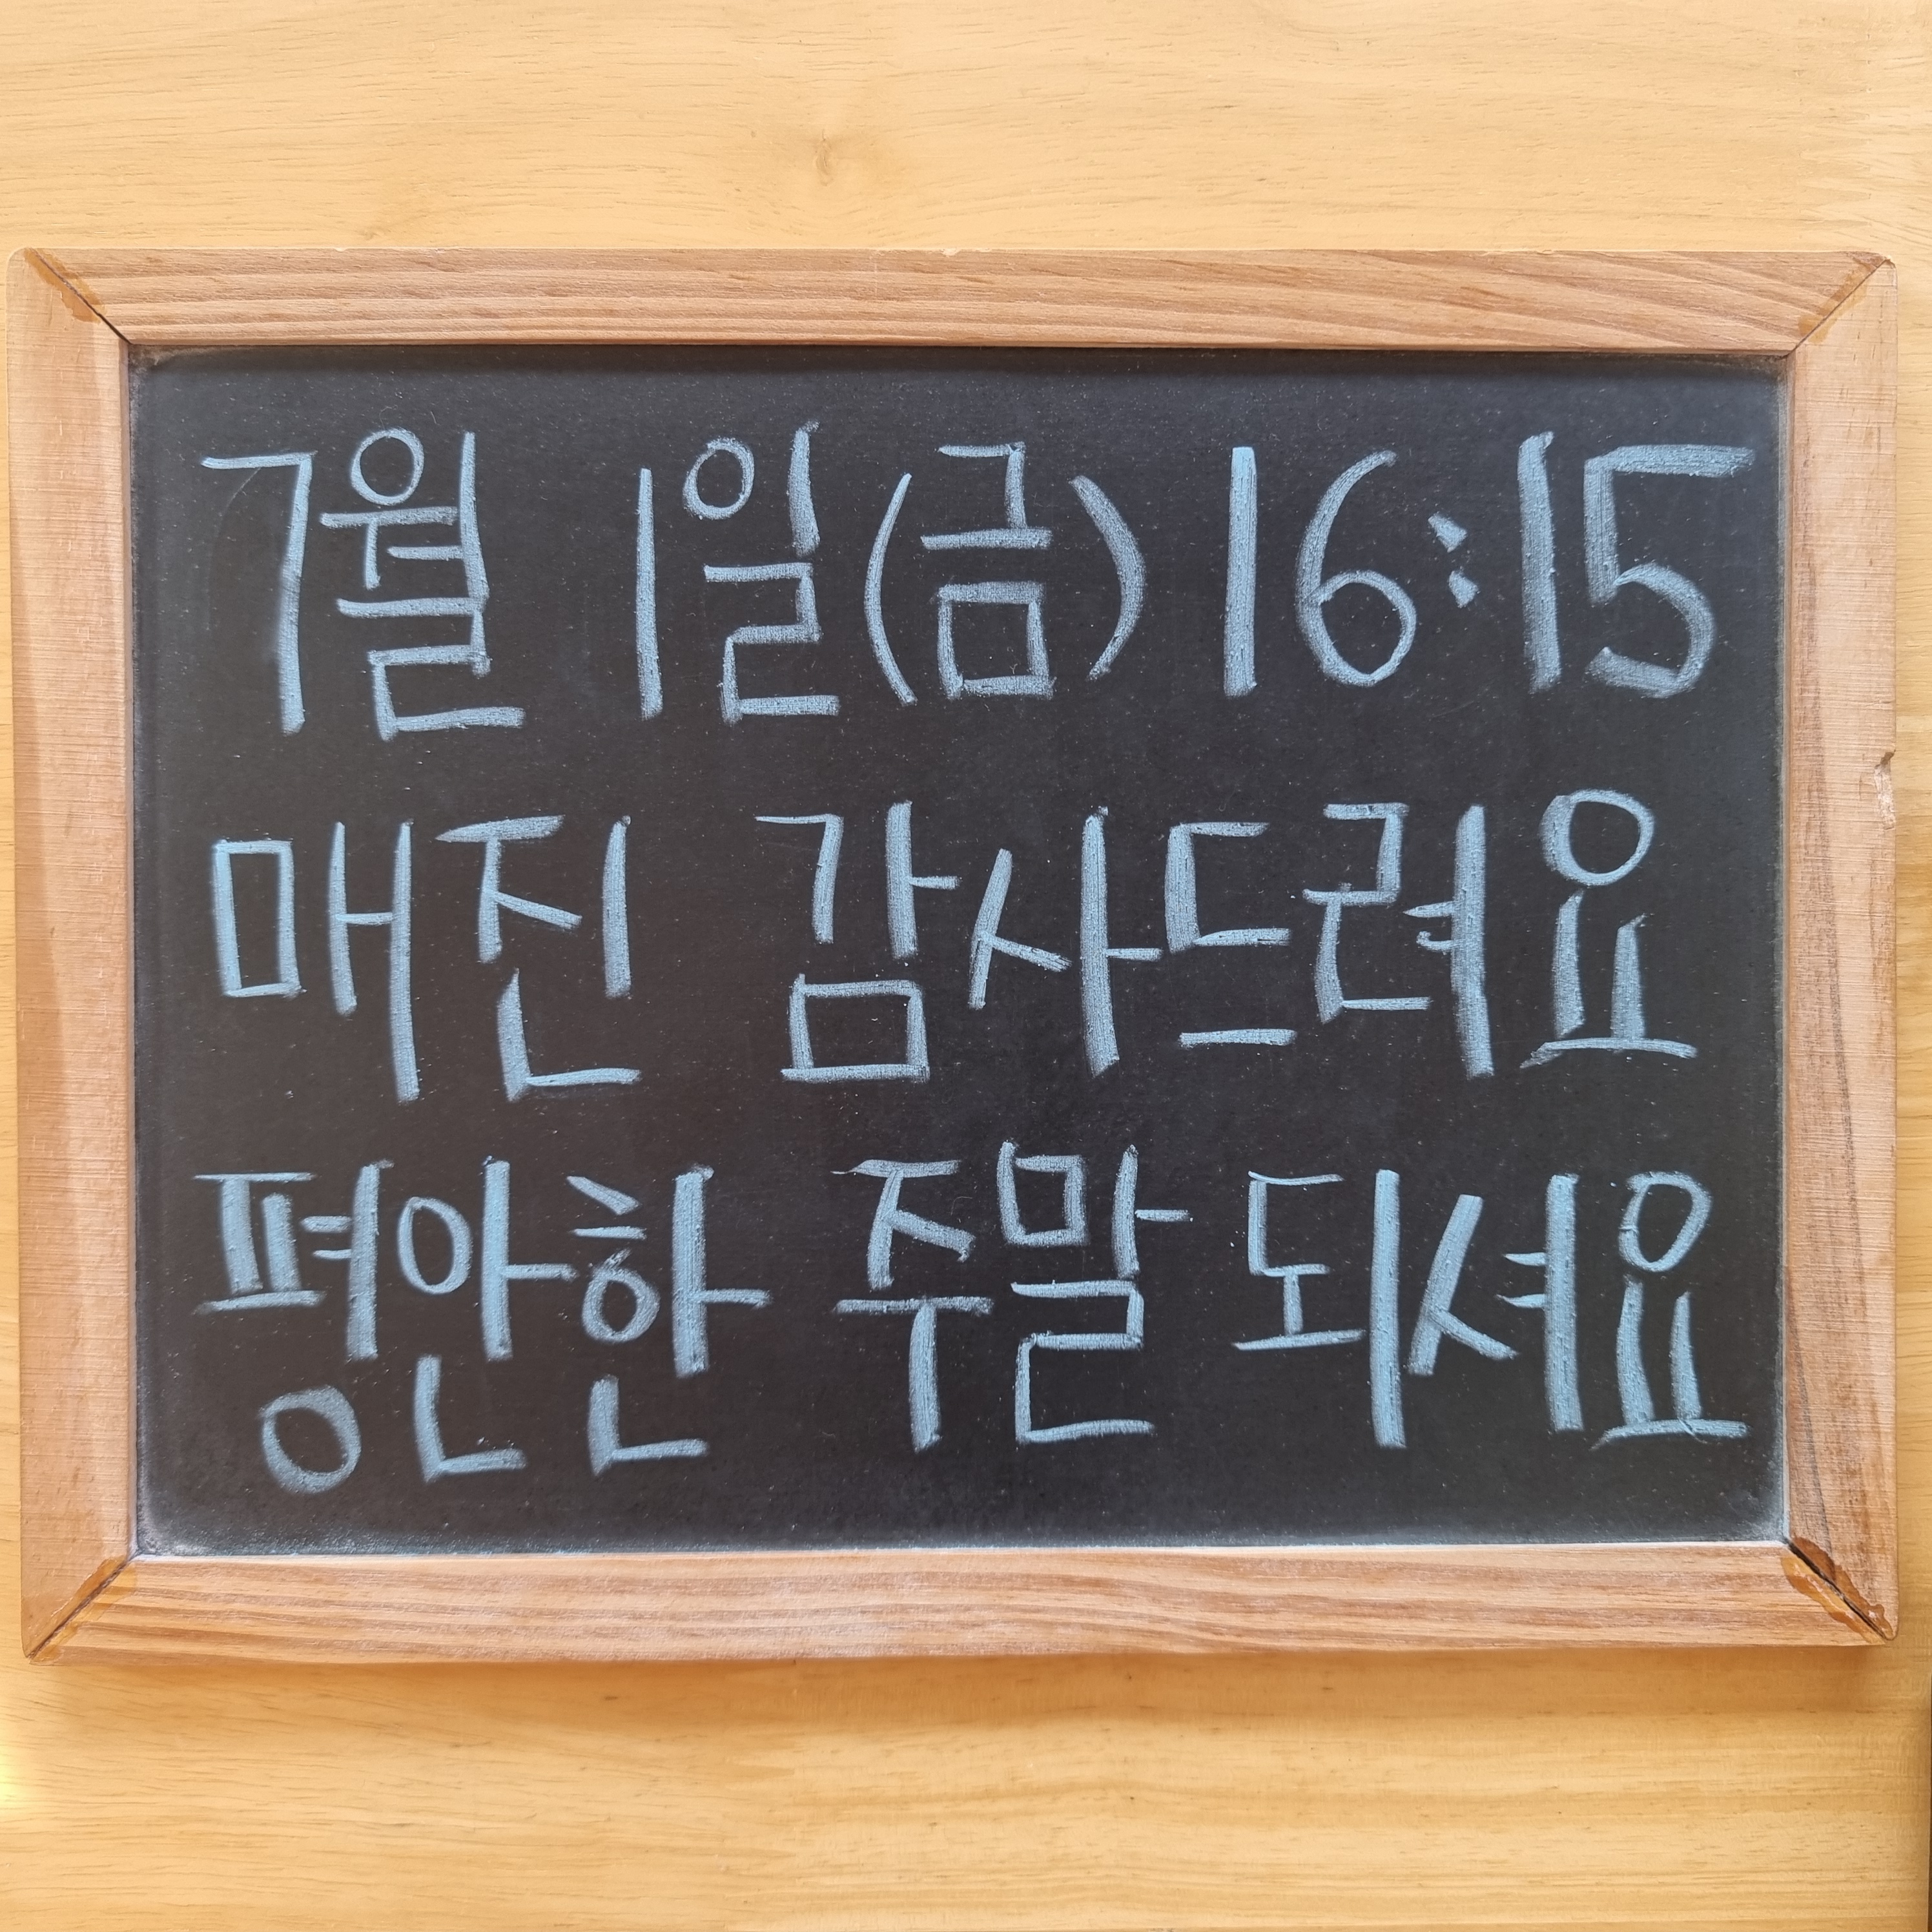 7월 1일(금) 16:15
매진 감사드려요
평안한 주말 되셔요